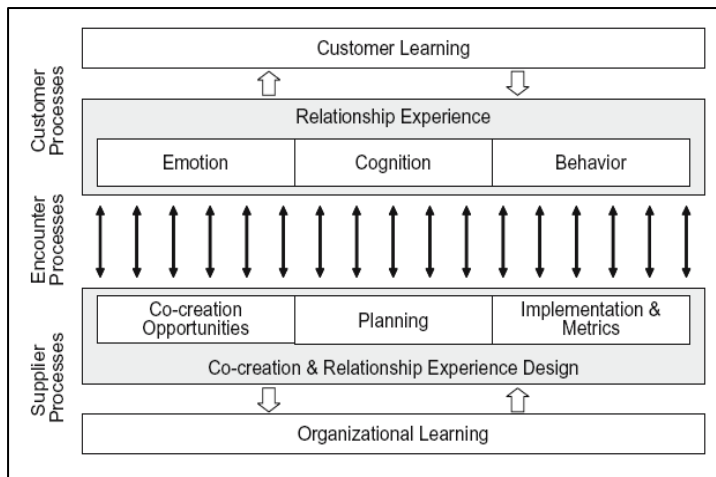 Customer Learning
Customer
Processes
Relationship Experience
Emotion
Cognition
Behavior
Encounter
Processes
Co-creation
Opportunities
Planning
Implementation &
Metrics
Supplier
Processes
Co-creation & Relationship Experience Design
Organizational Learning